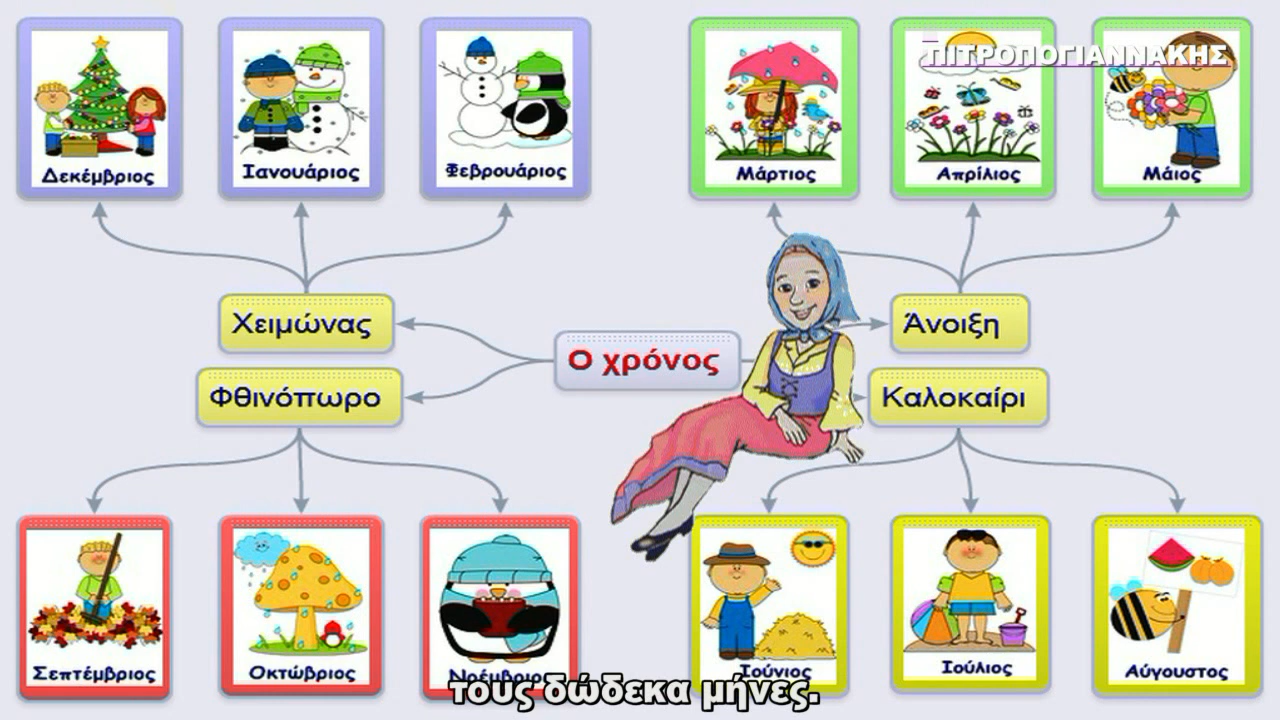 ΠΙΤΡΟΠΟΓΙΑΝΝΑΚΗΣ
Δεκέμβριος
Ιανουάριος
Φεβρουάριος
Μάρτιος
Απρίλιος
Μάιος
Χειμώνας
Άνοιξη
Ο χρόνος
Φθινόπωρο
Καλοκαίρι
Σεπτέμβριος
Οκτώβριος
Νοέμβριος
Ιούνιος
Ιούλιος
Αύγουστος
τους δώδεκα μήνες.